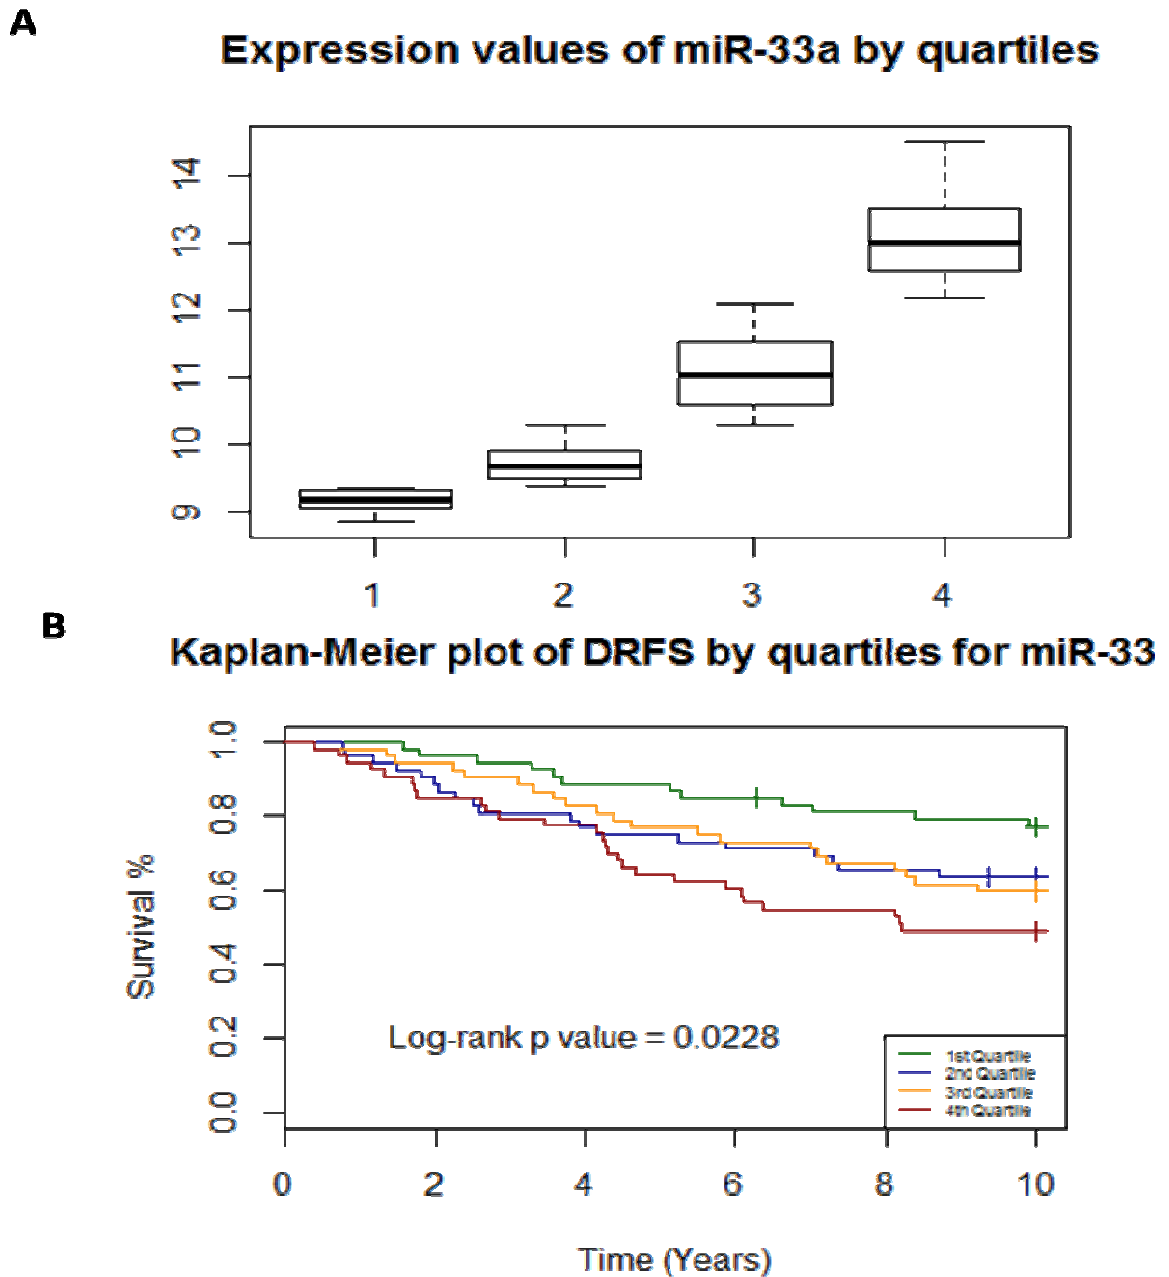 A
Expression values of miR-33a by quartiles
14
13
12
11
10
9
1 2 3 4
B
Kaplan-Meier plot of DRFS by quartiles for miR-33
1.0
0.8
0.6
0.4
0.2
0.0
Survival %
Log-rank p value = 0.0228
1st Quartile
2nd Quartile
3rd Quartile
4th Quartile
0 2 4 6 8 10
Time (Years)